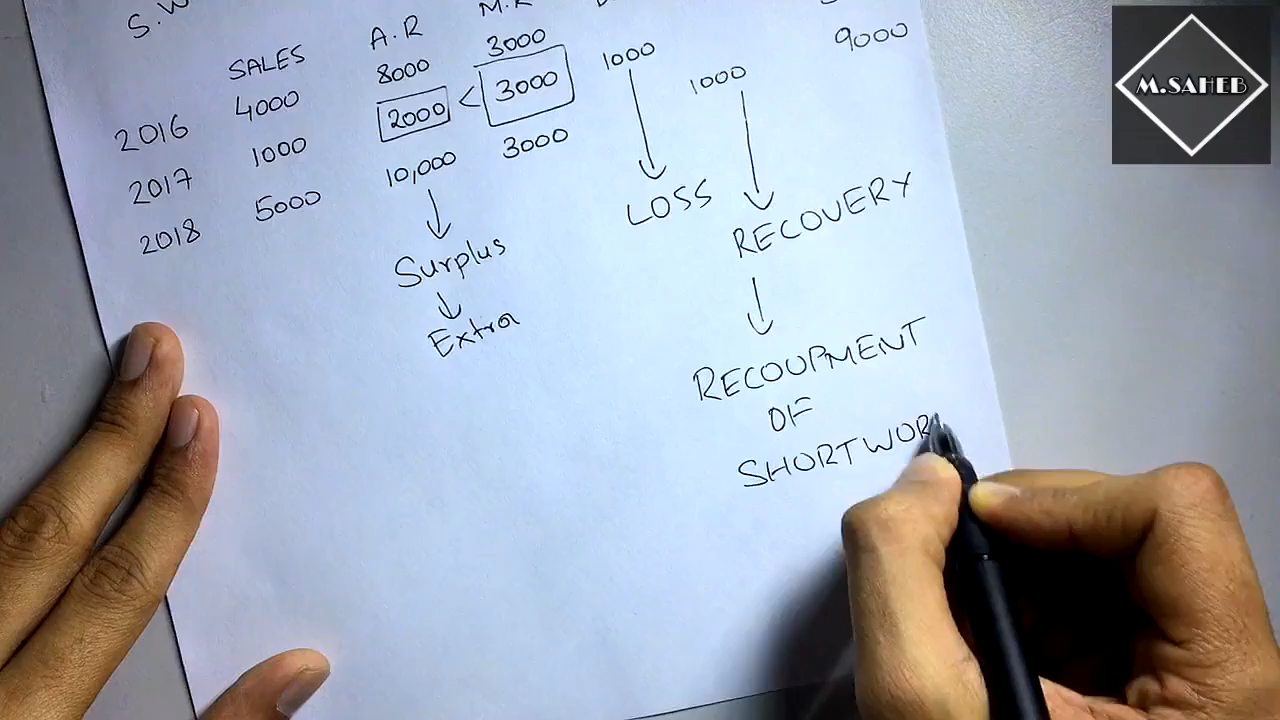 S.W
SALES A.R M.R
2016 4000 8000 3000 1000 9000
2017 1000 2000 < 3000 1000
2018 5000 10,000 3000
Surplus
Extra
LOSS
RECOVERY
RECOUPMENT
OF
SHORTWOR
M.SAHEB